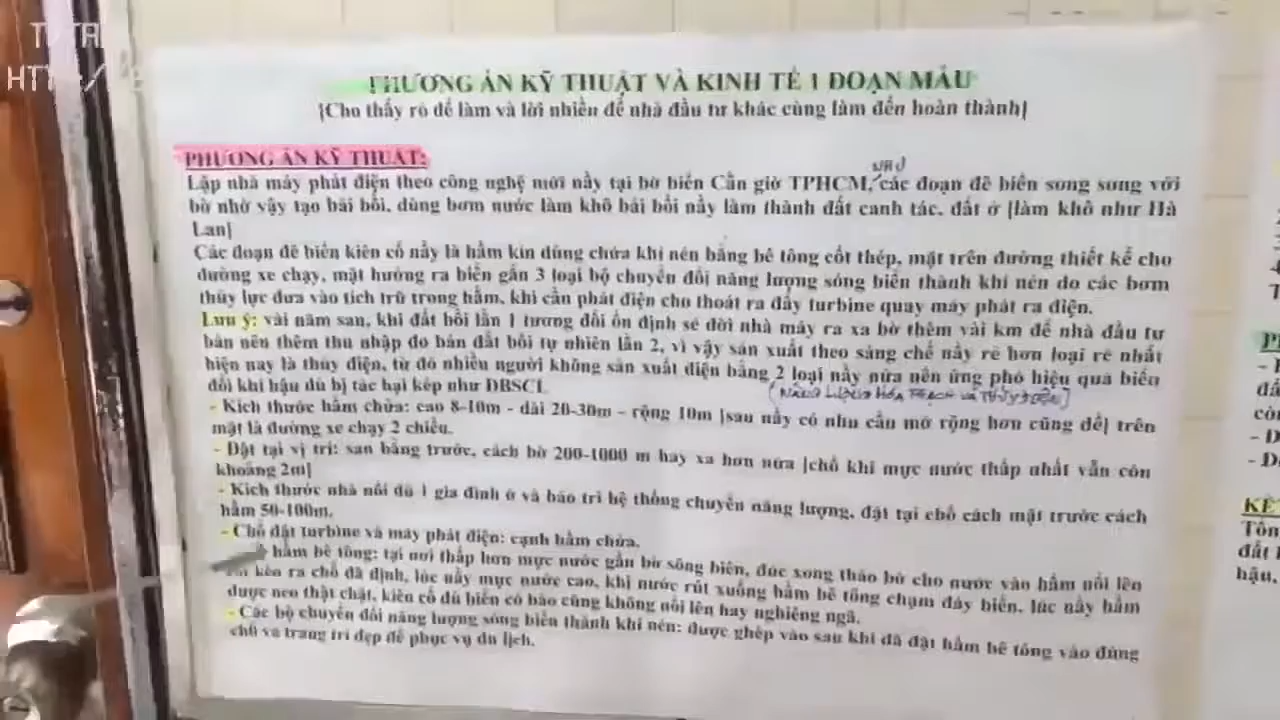 PHƯƠNG ÁN KỸ THUẬT VÀ KINH TẾ 1 ĐOẠN MẪU
[Cho thấy rõ dễ làm và lời nhiều để nhà đầu tư khác cùng làm đến hoàn thành]
PHƯƠNG ÁN KỸ THUẬT:
Lập nhà máy phát điện theo công nghệ mới nầy tại bờ biển Cần giờ TPHCM, các đoạn đê biển song song với
bờ nhờ vậy tạo bãi bồi, dùng bơm nước làm khô bãi bồi nầy làm thành đất canh tác, đất ở [làm khô như Hà
Lan]
Các đoạn đê biển kiên cố nầy là hầm kín dùng chứa khí nén bằng bê tông cốt thép, mặt trên đường thiết kế cho
đường xe chạy, mặt hướng ra biển gắn 3 loại bộ chuyển đổi năng lượng sóng biển thành khí nén do các bơm
thủy lực đưa vào tích trữ trong hầm, khi cần phát điện cho thoát ra đẩy turbine quay máy phát ra điện.
Lưu ý: vài năm sau, khi đất bồi lần 1 tương đối ổn định sẽ dời nhà máy ra xa bờ thêm vài km để nhà đầu tư
bán nên thêm thu nhập do bán đất bồi tự nhiên lần 2, vì vậy sản xuất theo sáng chế nầy rẻ hơn loại rẻ nhất
hiện nay là thủy điện, từ đó nhiều người không sản xuất điện bằng 2 loại nầy nữa nên ứng phó hiệu quả biến
đổi khí hậu dù bị tác hại kép như ĐBSCL
(NĂNG LƯỢNG HÓA THẠCH VÀ THỦY ĐIỆN]
- Kích thước hầm chứa: cao 8-10m - dài 20-30m – rộng 10m [sau nầy có nhu cầu mở rộng hơn cũng dễ] trên
mặt là đường xe chạy 2 chiều.
- Đặt tại vị trí: san bằng trước, cách bờ 200-1000 m hay xa hơn nữa [chỗ khi mực nước thấp nhất vẫn còn
khoảng 2m]
- Kích thước nhà nổi đủ 1 gia đình ở và bảo trì hệ thống chuyển năng lượng, đặt tại chỗ cách mặt trước cách
hầm 50-100m.
- Chỗ đặt turbine và máy phát điện: cạnh hầm chứa.
hầm bê tông: tại nơi thấp hơn mực nước gần bờ sông biển, đúc xong tháo bờ cho nước vào hầm nổi lên
kéo ra chỗ đã định, lúc nầy mực nước cao, khi nước rút xuống hầm bê tông chạm đáy biển, lúc nầy hầm
được neo thật chặt, kiên cố dù biển có bão cũng không nổi lên hay nghiêng ngã.
- Các bộ chuyển đổi năng lượng sóng biển thành khí nén: được ghép vào sau khi đã đặt hầm bê tông vào đúng
chỗ và trang trí đẹp để phục vụ du lịch.
KẾ
Tôn
đất
hậu.